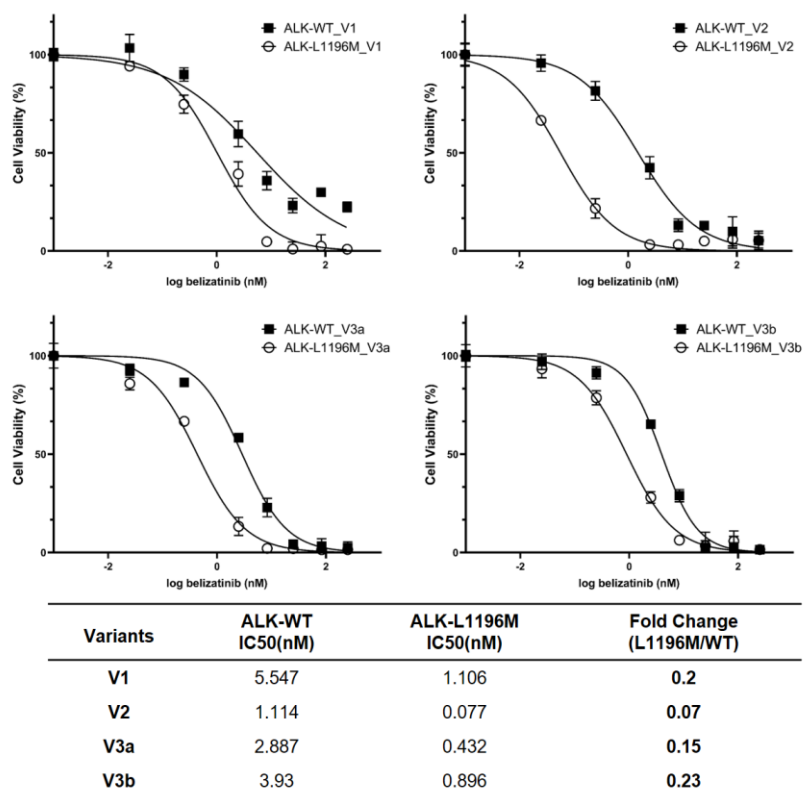 ALK-WT_V1
ALK-L1196M_V1
100
50
0
Cell Viability (%)
-2
0
2
log belizatinib (nM)
ALK-WT_V2
ALK-L1196M_V2
100
50
0
Cell Viability (%)
-2
0
2
log belizatinib (nM)
ALK-WT_V3a
ALK-L1196M_V3a
100
50
0
Cell Viability (%)
-2
0
2
log belizatinib (nM)
ALK-WT_V3b
ALK-L1196M_V3b
100
50
0
Cell Viability (%)
-2
0
2
log belizatinib (nM)
Variants ALK-WT IC50(nM) ALK-L1196M IC50(nM) Fold Change (L1196M/WT)
V1 5.547 1.106 0.2
V2 1.114 0.077 0.07
V3a 2.887 0.432 0.15
V3b 3.93 0.896 0.23